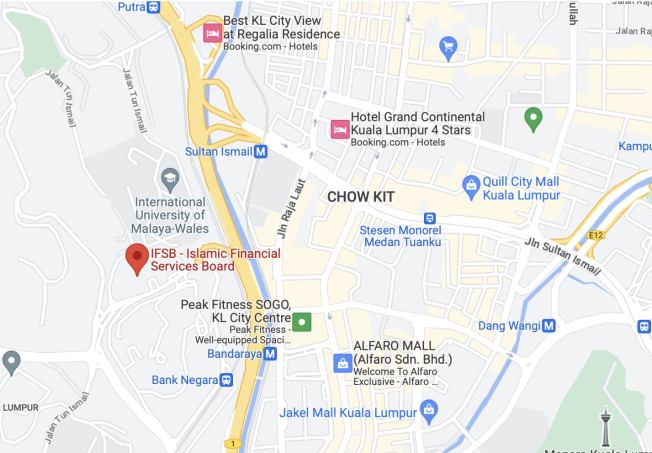 Putra
Best KL City View
at Regalia Residence
Booking.com - Hotels
ullah
Jalan Raj
Jalan Tun Ismail
Jalan Tun Ismail
Hotel Grand Continental
Kuala Lumpur 4 Stars
Booking.com - Hotels
Kampu
Sultan Ismail M
International
University of
Malaya-Wales
Jln Raja Laut
CHOW KIT
Quill City Mall
Kuala Lumpur
Stesen Monorel
Medan Tuanku
E12
Jln Sultan Ismail
IFSB - Islamic Financial
Services Board
Peak Fitness SOGO,
KL City Centre
Peak Fitness -
Well-equipped Spaci...
Dang Wangi M
Bandaraya M
ALFARO MALL
(Alfaro Sdn. Bhd.)
Welcome To Alfaro
Exclusive - Alfaro ...
Bank Negara
LUMPUR
Jalan Tun Ismail
Jakel Mall Kuala Lumpur
1